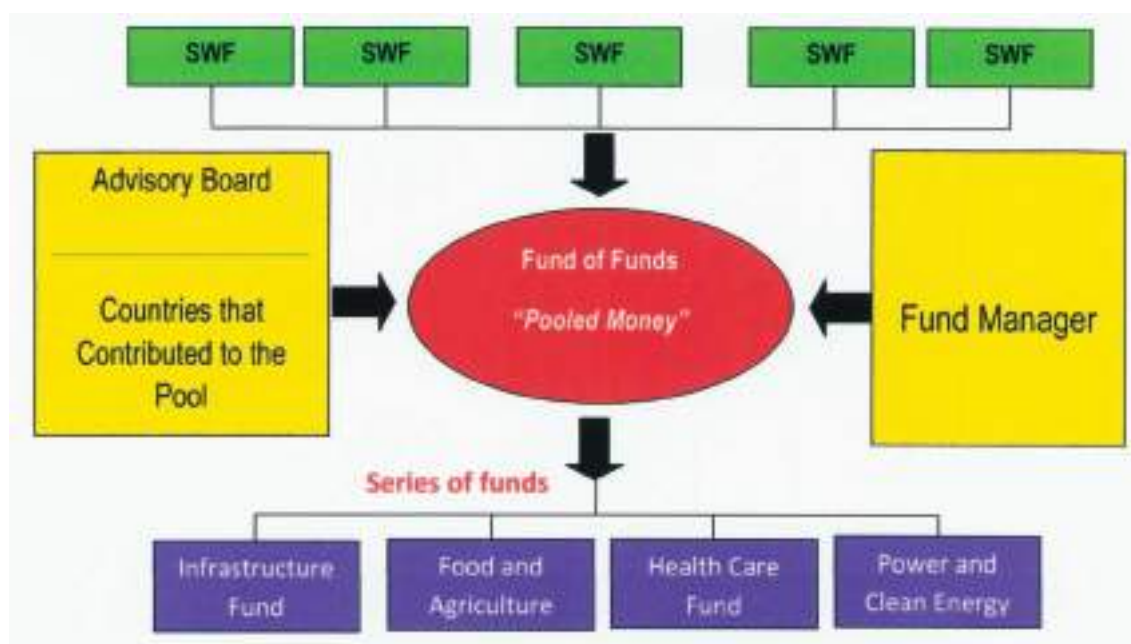 SWF
SWF
SWF
SWF
SWF
Advisory Board
Countries that
Contributed to the
Pool
Fund of Funds
“Pooled Money”
Fund Manager
Series of funds
Infrastructure
Fund
Food and
Agriculture
Health Care
Fund
Power and
Clean Energy